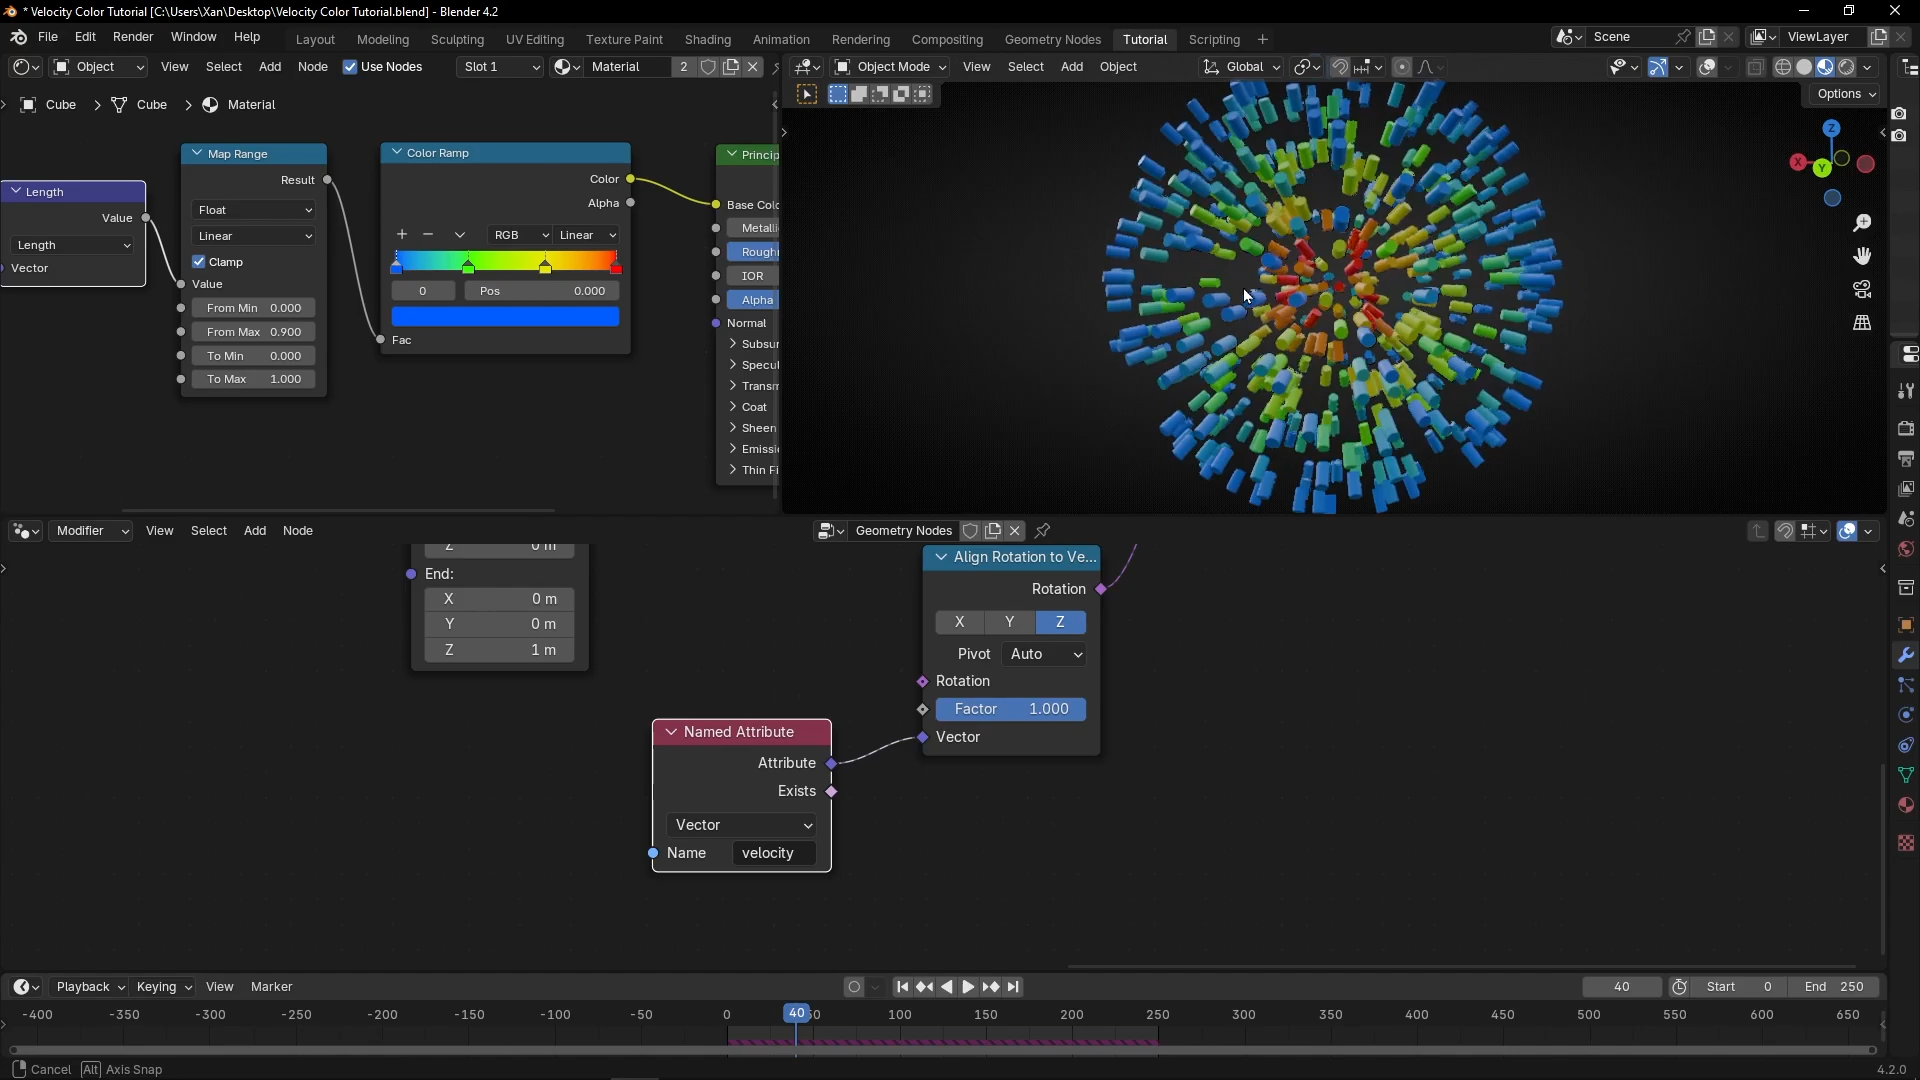 * Velocity Color Tutorial [C:\Users\Xan\Desktop\Velocity Color Tutorial.blend] - Blender 4.2
File Edit Render Window Help Layout Modeling Sculpting UV Editing Texture Paint Shading Animation Rendering Compositing Geometry Nodes Tutorial Scripting + Scene ViewLayer
Object View Select Add Node Use Nodes Slot 1 Material 2
Object Mode View Select Add Object Global
Options
Cube > Cube > Material
Length
Value
Length
Vector
Map Range
Result
Float
Linear
Clamp
Value
From Min 0.000
From Max 0.900
To Min 0.000
To Max 1.000
Color Ramp
Color
Alpha
RGB Linear
0 Pos 0.000
Fac
Princip
Base Colo
Metalli
Roughn
IOR
Alpha
Normal
Subsur
Specul
Transm
Coat
Sheen
Emissi
Thin Fi
X Y Z
Modifier View Select Add Node Geometry Nodes
Z 0 m
End:
X 0 m
Y 0 m
Z 1 m
Named Attribute
Attribute
Exists
Vector
Name velocity
Align Rotation to Ve...
Rotation
X Y Z
Pivot Auto
Rotation
Factor 1.000
Vector
Playback Keying View Marker 40 Start 0 End 250
-400 -350 -300 -250 -200 -150 -100 -50 0 40 50 100 150 200 250 300 350 400 450 500 550 600 650
Cancel Alt Axis Snap 4.2.0